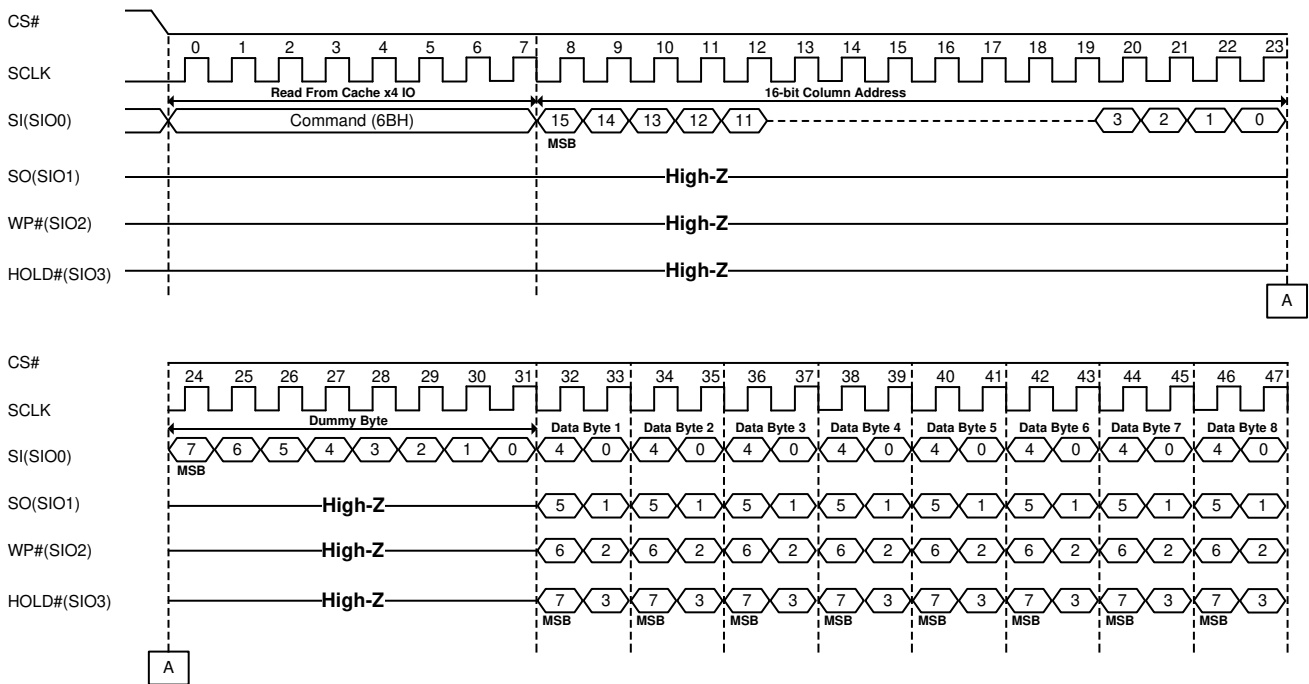 CS#
0 1 2 3 4 5 6 7 8 9 10 11 12 13 14 15 16 17 18 19 20 21 22 23
SCLK
Read From Cache x4 IO 16-bit Column Address
SI(SIO0) Command (6BH) 15 14 13 12 11 3 2 1 0
MSB
SO(SIO1) High-Z
WP#(SIO2) High-Z
HOLD#(SIO3) High-Z
A
CS#
24 25 26 27 28 29 30 31 32 33 34 35 36 37 38 39 40 41 42 43 44 45 46 47
SCLK
Dummy Byte Data Byte 1 Data Byte 2 Data Byte 3 Data Byte 4 Data Byte 5 Data Byte 6 Data Byte 7 Data Byte 8
SI(SIO0) 7 6 5 4 3 2 1 0 4 0 4 0 4 0 4 0 4 0 4 0 4 0 4 0
MSB
SO(SIO1) High-Z 5 1 5 1 5 1 5 1 5 1 5 1 5 1 5 1
WP#(SIO2) High-Z 6 2 6 2 6 2 6 2 6 2 6 2 6 2 6 2
HOLD#(SIO3) High-Z 7 3 7 3 7 3 7 3 7 3 7 3 7 3 7 3
MSB MSB MSB MSB MSB MSB MSB MSB
A